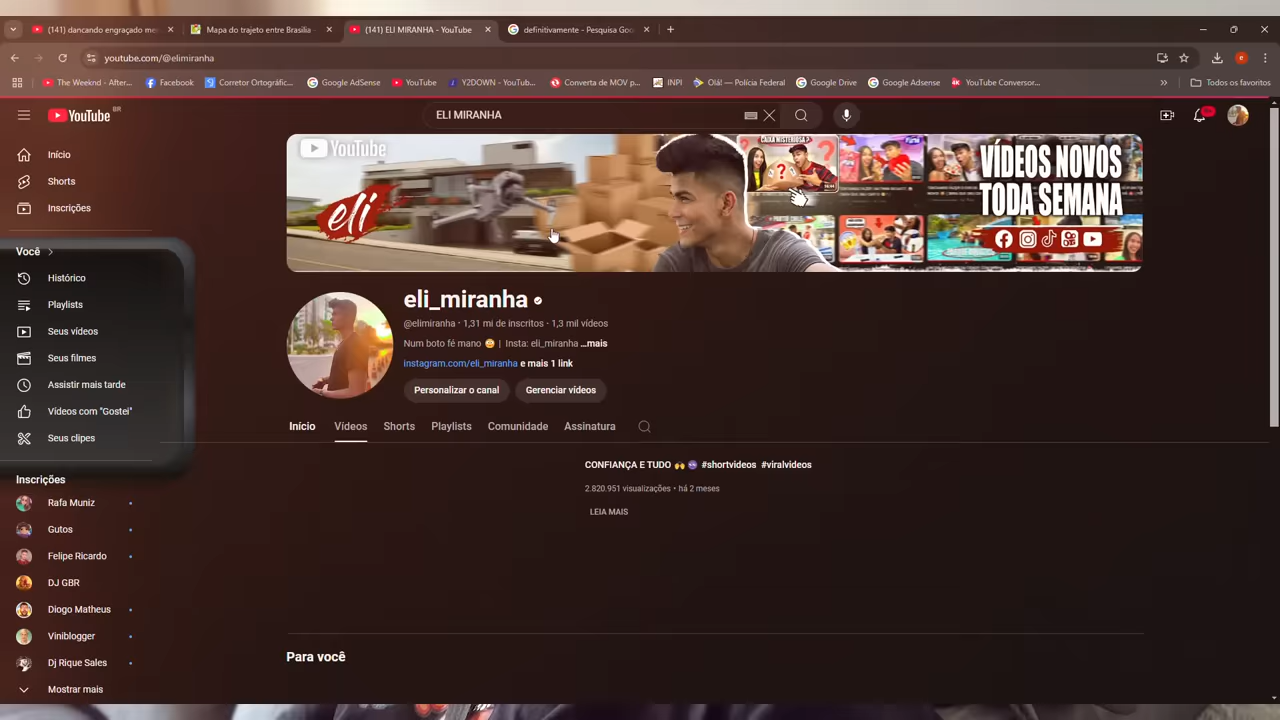 (141) dancando engraçado me
Mapa do trajeto entre Brasilia -
(141) ELI MIRANHA - YouTube
definitivamente - Pesquisa Goo
youtube.com/@elimiranha
The Weeknd - After...
Facebook
Corretor Ortográfic...
Google AdSense
YouTube
Y2DOWN - YouTub...
Converta de MOV p...
INPI
Olá! — Polícia Federal
Google Drive
Google Adsense
YouTube Conversor...
Todos os favoritos
YouTube BR
ELI MIRANHA
Início
Shorts
Inscrições
Você
Histórico
Playlists
Seus vídeos
Seus filmes
Assistir mais tarde
Vídeos com "Gostei"
Seus clipes
Inscrições
Rafa Muniz
Gutos
Felipe Ricardo
DJ GBR
Diogo Matheus
Viniblogger
Dj Rique Sales
Mostrar mais
YouTube
eli
VÍDEOS NOVOS
TODA SEMANA
eli_miranha
@elimiranha · 1,31 mi de inscritos · 1,3 mil vídeos
Num boto fé mano 😳 | Insta: eli_miranha ...mais
instagram.com/eli_miranha e mais 1 link
Personalizar o canal
Gerenciar vídeos
Início
Vídeos
Shorts
Playlists
Comunidade
Assinatura
CONFIANÇA E TUDO 🙌 👾 #shortvideos #viralvideos
2.820.951 visualizações • há 2 meses
LEIA MAIS
Para você